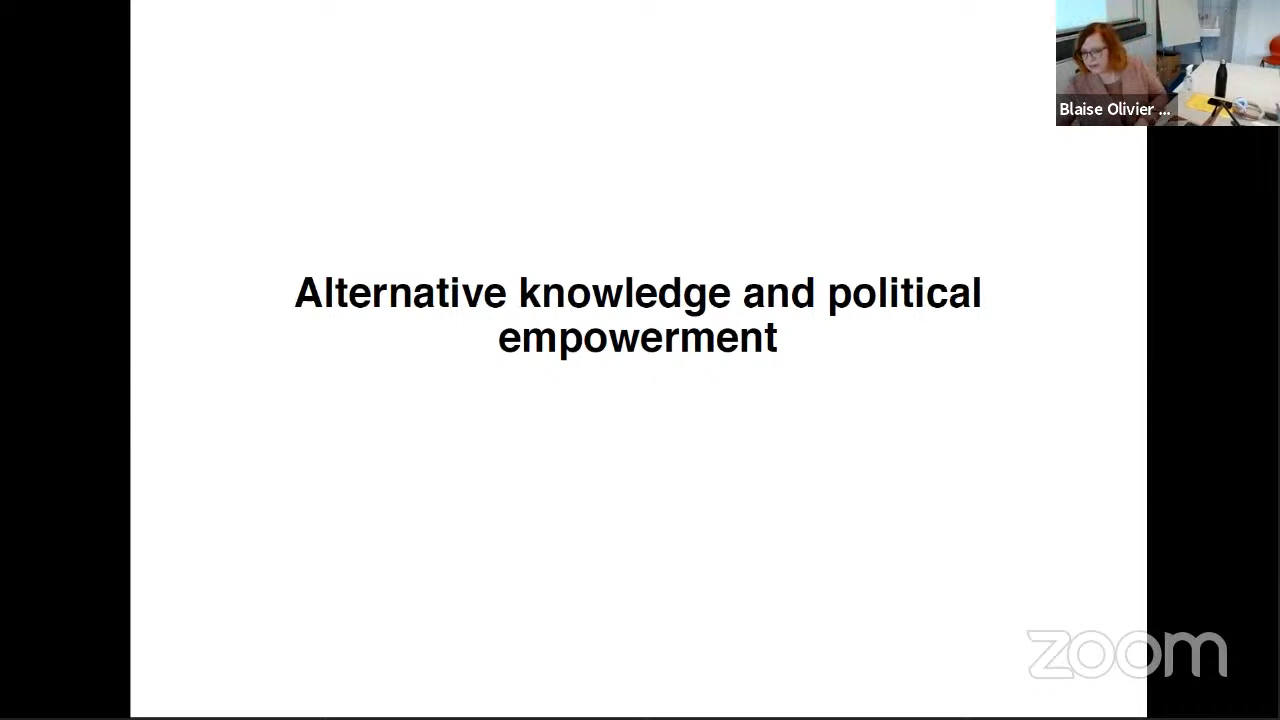 Blaise Olivier ...
Alternative knowledge and political
empowerment
zoom